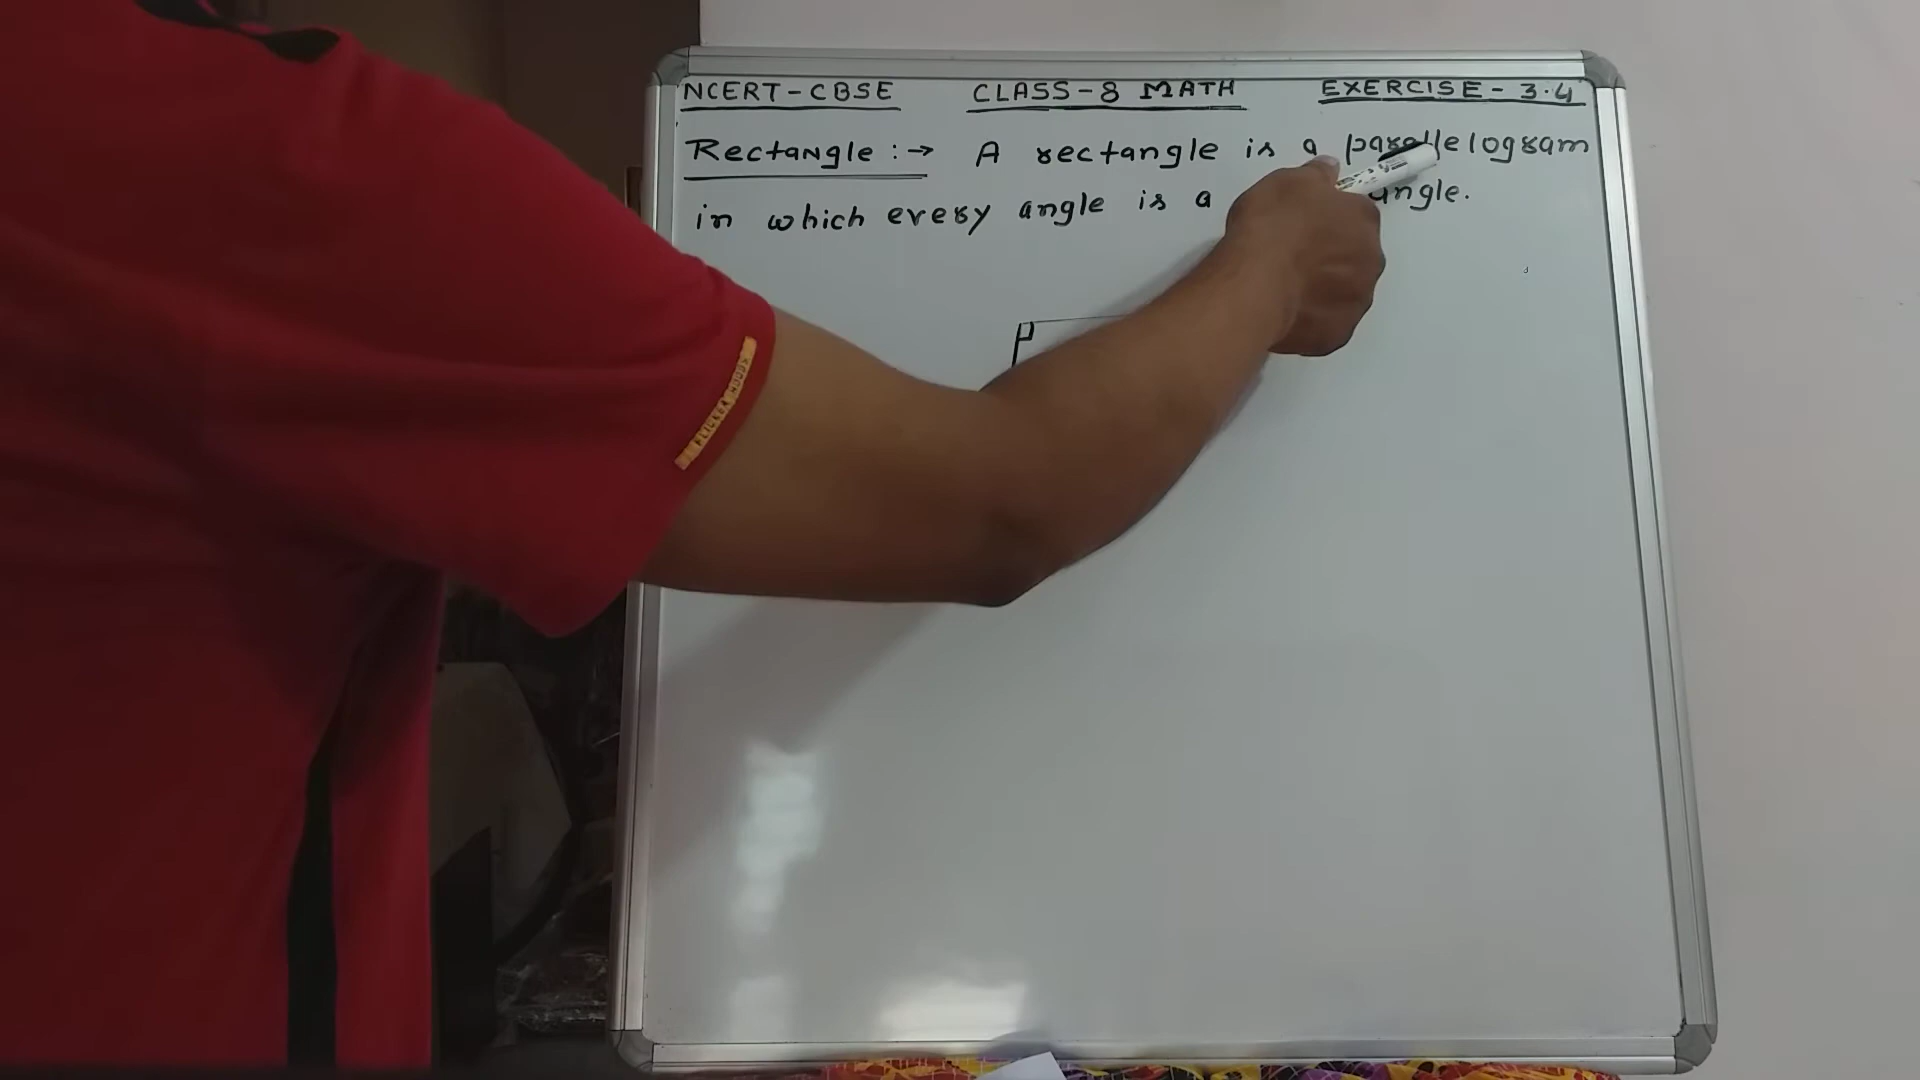 NCERT-CBSE CLASS-8 MATH EXERCISE-3.4
Rectangle :→ A rectangle is a parallelogram
in which every angle is a angle.